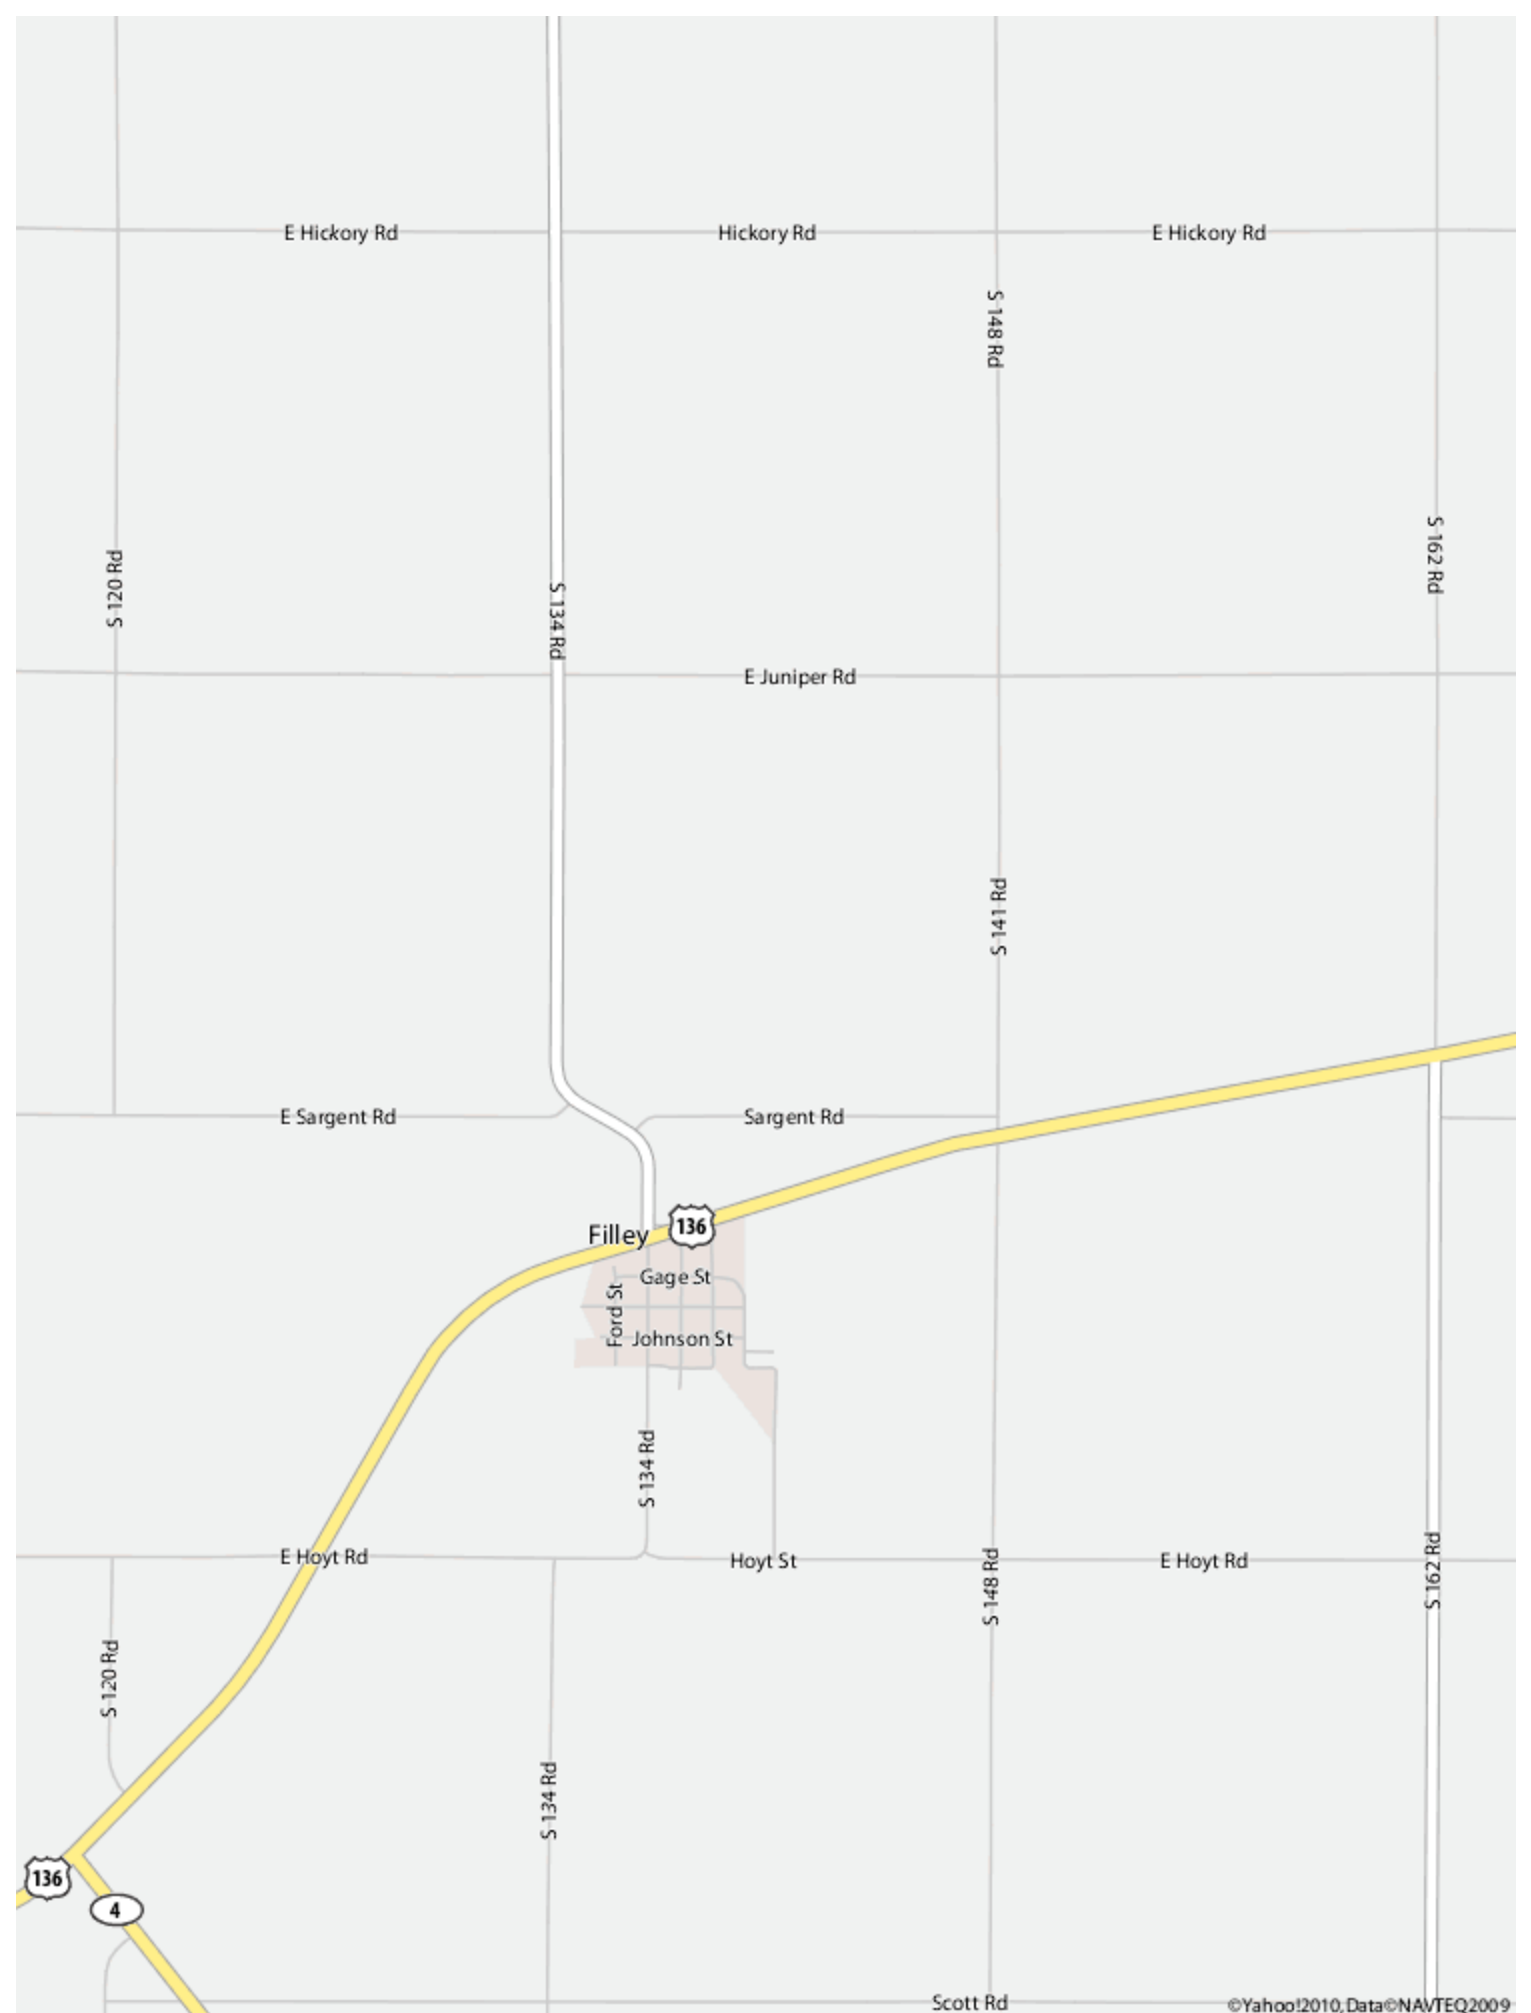 E Hickory Rd
Hickory Rd
E Hickory Rd
S 148 Rd
S 162 Rd
S 120 Rd
S 134 Rd
E Juniper Rd
S 141 Rd
E Sargent Rd
Sargent Rd
136
Filley
Gage St
Ford St
Johnson St
S 134 Rd
E Hoyt Rd
Hoyt St
E Hoyt Rd
S 148 Rd
S 162 Rd
S 120 Rd
S 134 Rd
136
4
Scott Rd
©Yahoo!2010, Data©NAVTEQ2009